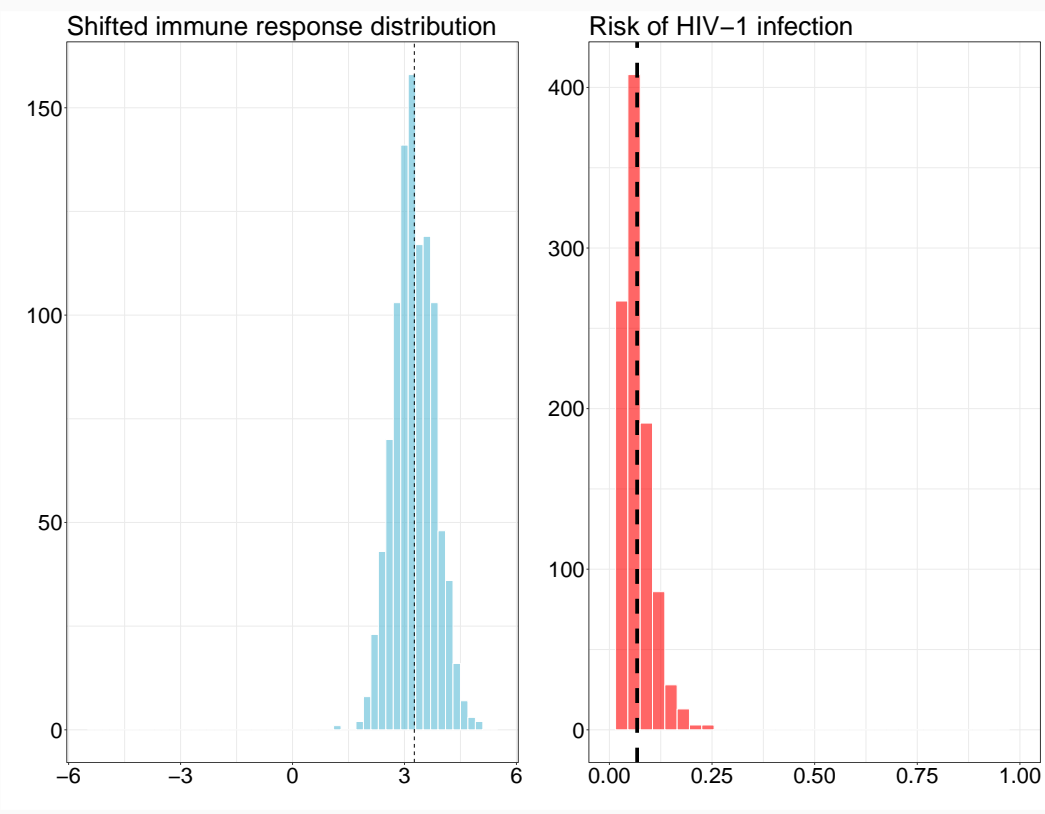 Shifted immune response distribution
150
100
50
0
−6 −3 0 3 6
Risk of HIV−1 infection
400
300
200
100
0
0.00 0.25 0.50 0.75 1.00